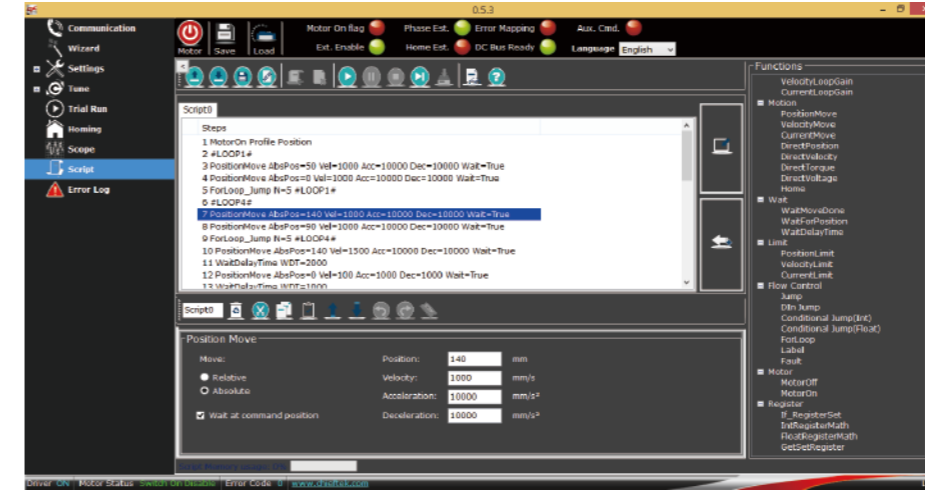 0.5.3
Communication
Wizard
Settings
Tune
Trial Run
Homing
Scope
Script
Error Log
Motor
Save
Load
Motor On flag
Phase Est.
Error Mapping
Aux. Cmd.
Ext. Enable
Home Est.
DC Bus Ready
Language English
Script0
Steps
1 MotorOn Profile Position
2 #LOOP1#
3 PositionMove AbsPos=50 Vel=1000 Acc=10000 Dec=10000 Wait=True
4 PositionMove AbsPos=0 Vel=1000 Acc=10000 Dec=10000 Wait=True
5 ForLoop_Jump N=5 #LOOP1#
6 #LOOP4#
7 PositionMove AbsPos=140 Vel=1000 Acc=10000 Dec=10000 Wait=True
8 PositionMove AbsPos=90 Vel=1000 Acc=10000 Dec=10000 Wait=True
9 ForLoop_Jump N=5 #LOOP4#
10 PositionMove AbsPos=140 Vel=1500 Acc=10000 Dec=10000 Wait=True
11 WaitDelayTime WDT=2000
12 PositionMove AbsPos=0 Vel=100 Acc=1000 Dec=1000 Wait=True
13 WaitDelayTime WDT=1000
Script0
Position Move
Move:
Relative
Absolute
Wait at command position
Position: 140 mm
Velocity: 1000 mm/s
Acceleration: 10000 mm/s²
Deceleration: 10000 mm/s²
Functions
VelocityLoopGain
CurrentLoopGain
Motion
PositionMove
VelocityMove
CurrentMove
DirectPosition
DirectVelocity
DirectTorque
DirectVoltage
Home
Wait
WaitMoveDone
WaitForPosition
WaitDelayTime
Limit
PositionLimit
VelocityLimit
CurrentLimit
Flow Control
Jump
DIn Jump
Conditional Jump(Int)
Conditional Jump(Float)
ForLoop
Label
Fault
Motor
MotorOff
MotorOn
Register
If_RegisterSet
IntRegisterMath
FloatRegisterMath
GetSetRegister
Driver ON Motor Status Switch On Disable Error Code 0 www.chieftek.com